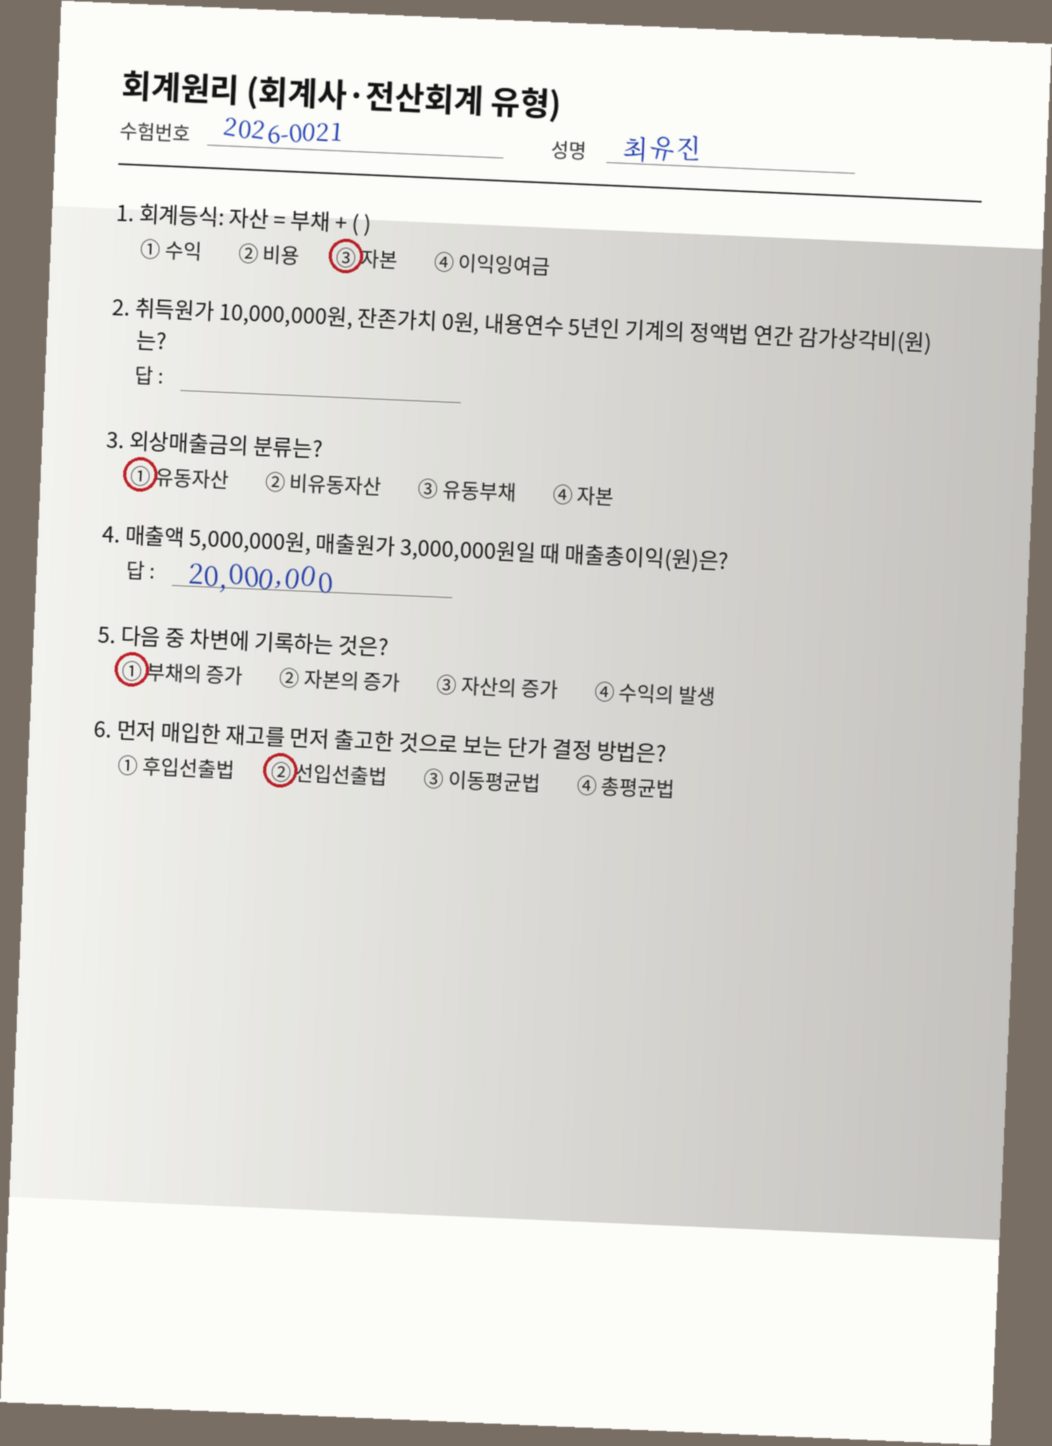 회계원리 (회계사·전산회계 유형)
수험번호 2026-0021 성명 최유진
1. 회계등식: 자산 = 부채 + ( )
① 수익 ② 비용 ③ 자본 ④ 이익잉여금
2. 취득원가 10,000,000원, 잔존가치 0원, 내용연수 5년인 기계의 정액법 연간 감가상각비(원)
는?
답 :
3. 외상매출금의 분류는?
① 유동자산 ② 비유동자산 ③ 유동부채 ④ 자본
4. 매출액 5,000,000원, 매출원가 3,000,000원일 때 매출총이익(원)은?
답 : 20,000,000
5. 다음 중 차변에 기록하는 것은?
① 부채의 증가 ② 자본의 증가 ③ 자산의 증가 ④ 수익의 발생
6. 먼저 매입한 재고를 먼저 출고한 것으로 보는 단가 결정 방법은?
① 후입선출법 ② 선입선출법 ③ 이동평균법 ④ 총평균법